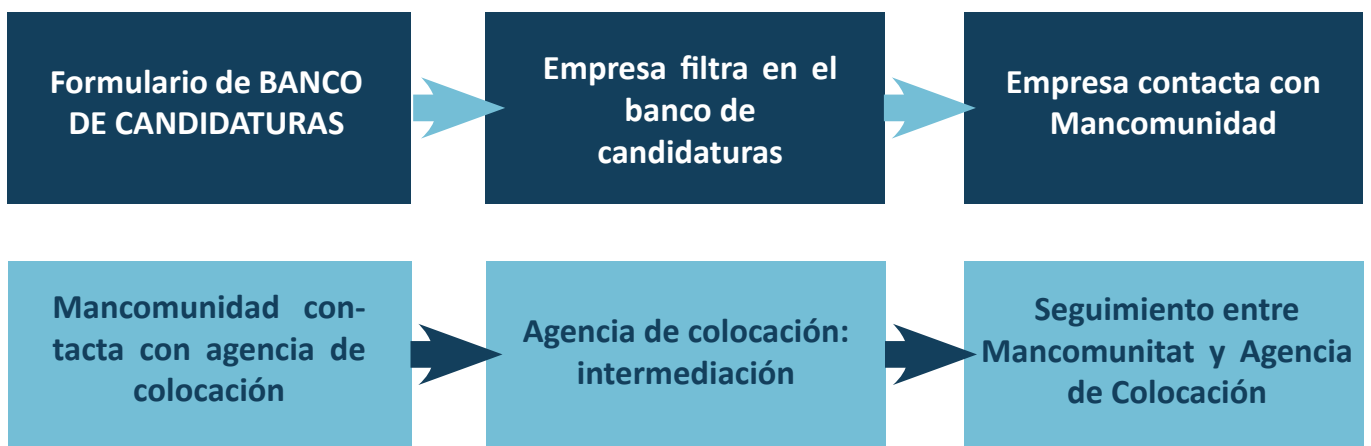 Formulario de BANCO
DE CANDIDATURAS
Empresa filtra en el
banco de
candidaturas
Empresa contacta con
Mancomunidad
Mancomunidad con-
tacta con agencia de
colocación
Agencia de colocación:
intermediación
Seguimiento entre
Mancomunitat y Agencia
de Colocación